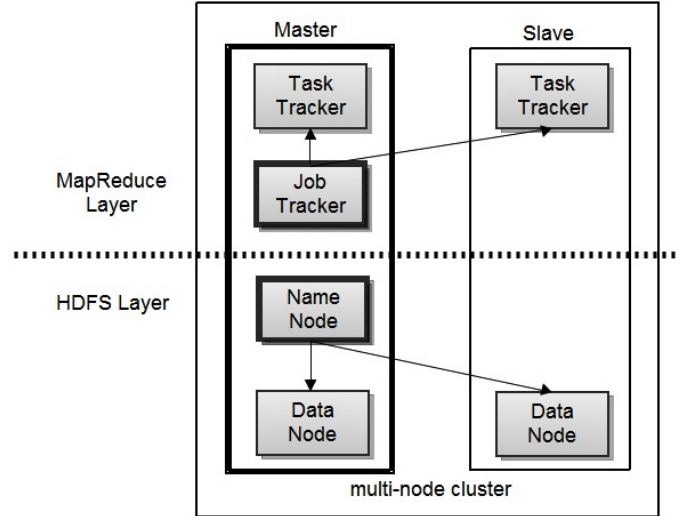 Master
Slave
Task
Tracker
Task
Tracker
MapReduce
Layer
Job
Tracker
HDFS Layer
Name
Node
Data
Node
Data
Node
multi-node cluster